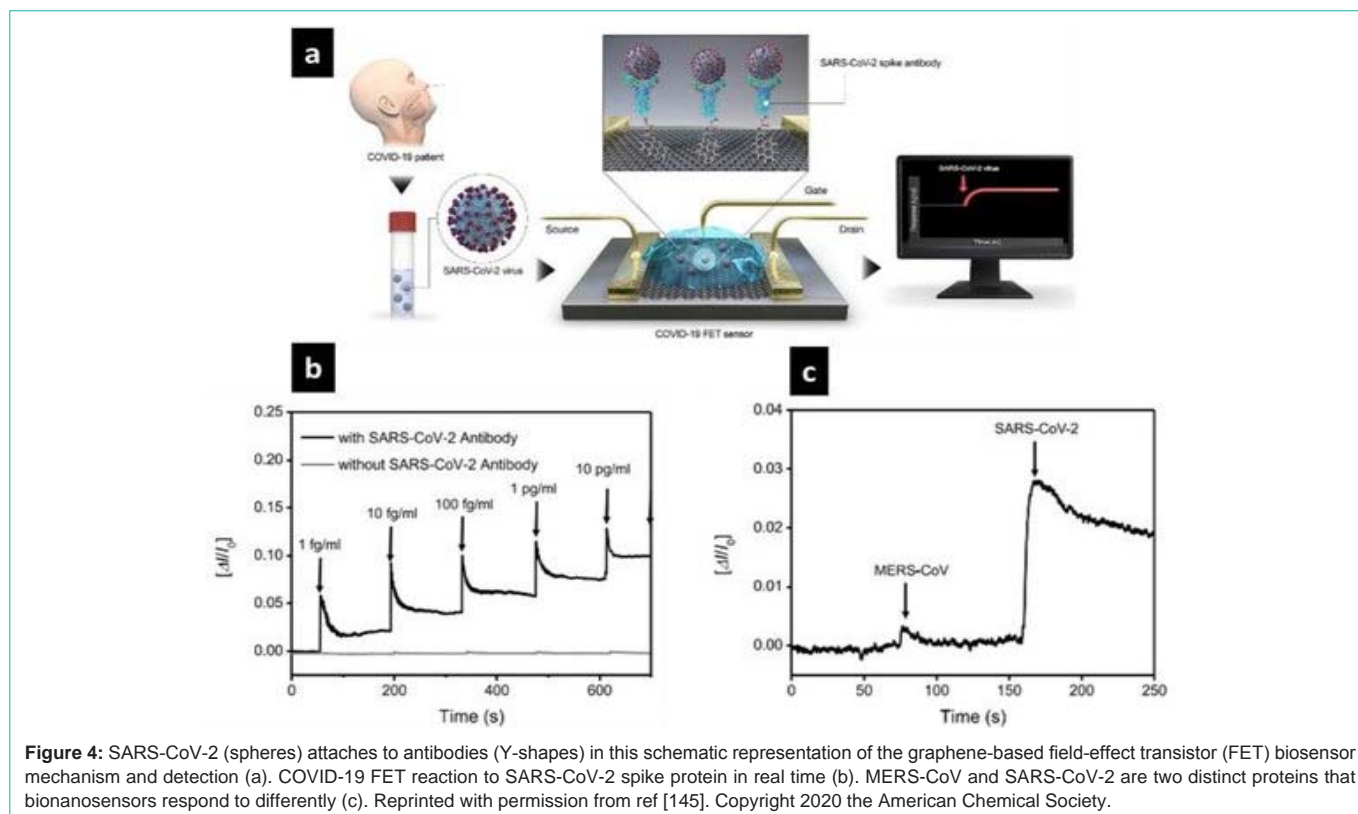 a
SARS-CoV-2 spike antibody
COVID-19 patient
SARS-CoV-2 virus
Gate
Source
Drain
SARS-CoV-2 virus
COVID-19 FET sensor
b
c
0.25
0.20
0.15
0.10
0.05
0.00
[ΔI/I0]
with SARS-CoV-2 Antibody
without SARS-CoV-2 Antibody
1 fg/ml
10 fg/ml
100 fg/ml
1 pg/ml
10 pg/ml
0 200 400 600
Time (s)
0.04
0.03
0.02
0.01
0.00
[ΔI/I0]
MERS-CoV
SARS-CoV-2
0 50 100 150 200 250
Time (s)
Figure 4: SARS-CoV-2 (spheres) attaches to antibodies (Y-shapes) in this schematic representation of the graphene-based field-effect transistor (FET) biosensor
mechanism and detection (a). COVID-19 FET reaction to SARS-CoV-2 spike protein in real time (b). MERS-CoV and SARS-CoV-2 are two distinct proteins that
bionanosensors respond to differently (c). Reprinted with permission from ref [145]. Copyright 2020 the American Chemical Society.